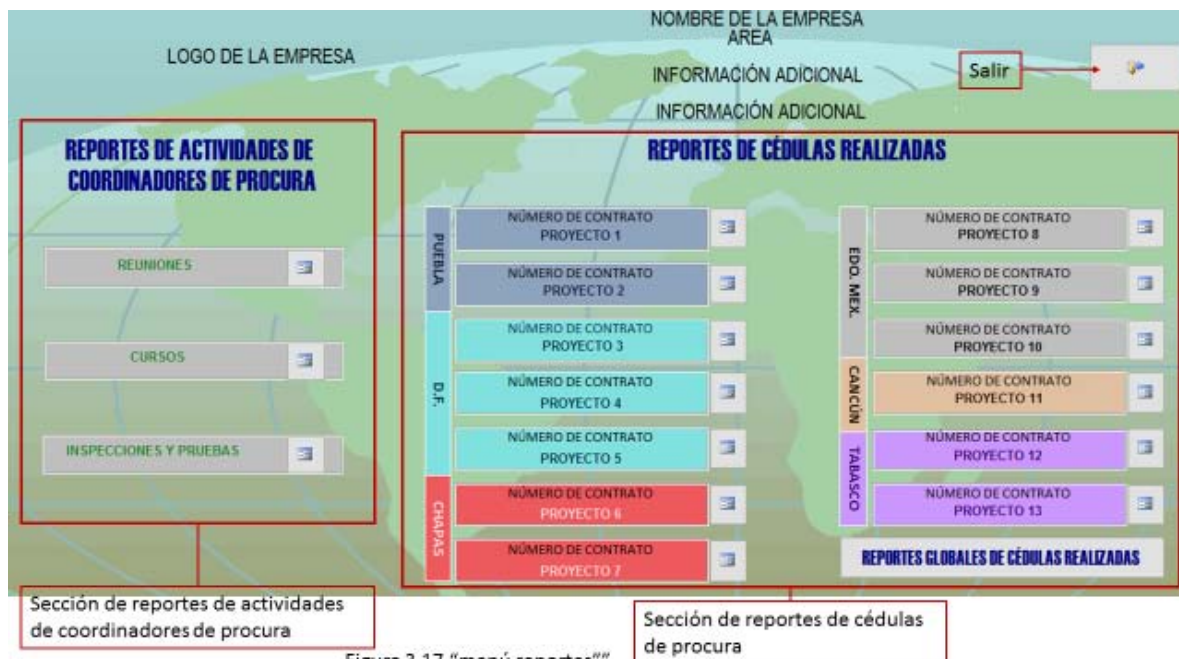 NOMBRE DE LA EMPRESA
AREA
LOGO DE LA EMPRESA
INFORMACIÓN ADICIONAL
Salir
INFORMACIÓN ADICIONAL
REPORTES DE ACTIVIDADES DE
COORDINADORES DE PROCURA
REUNIONES
CURSOS
INSPECCIONES Y PRUEBAS
REPORTES DE CÉDULAS REALIZADAS
PUEBLA
NÚMERO DE CONTRATO
PROYECTO 1
NÚMERO DE CONTRATO
PROYECTO 2
D.F.
NÚMERO DE CONTRATO
PROYECTO 3
NÚMERO DE CONTRATO
PROYECTO 4
NÚMERO DE CONTRATO
PROYECTO 5
CHAPAS
NÚMERO DE CONTRATO
PROYECTO 6
NÚMERO DE CONTRATO
PROYECTO 7
EDO. MEX.
NÚMERO DE CONTRATO
PROYECTO 8
NÚMERO DE CONTRATO
PROYECTO 9
NÚMERO DE CONTRATO
PROYECTO 10
CANCÚN
NÚMERO DE CONTRATO
PROYECTO 11
TABASCO
NÚMERO DE CONTRATO
PROYECTO 12
NÚMERO DE CONTRATO
PROYECTO 13
REPORTES GLOBALES DE CÉDULAS REALIZADAS
Sección de reportes de actividades
de coordinadores de procura
Sección de reportes de cédulas
de procura
Figura 3.17 "menú reportes""